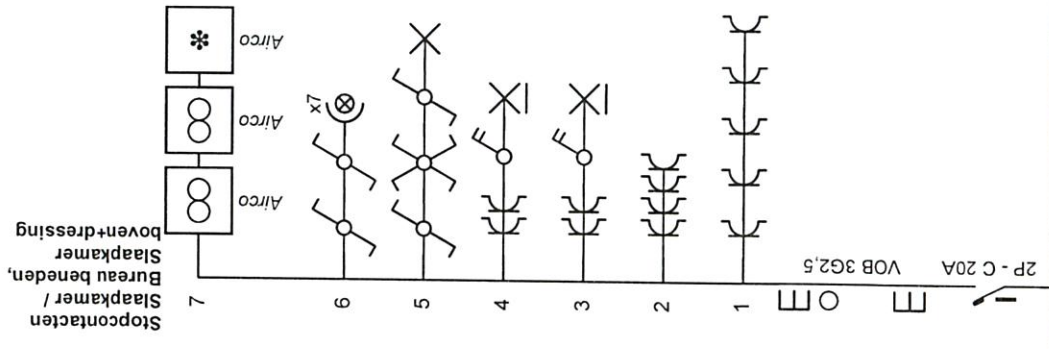 2P - C 20A
VOB 3G2,5
1
2
3
4
5
6
7
x7
Airco
Airco
Airco
Stopcontacten
Slaapkamer /
Bureau beneden,
Slaapkamer
boven+dressing